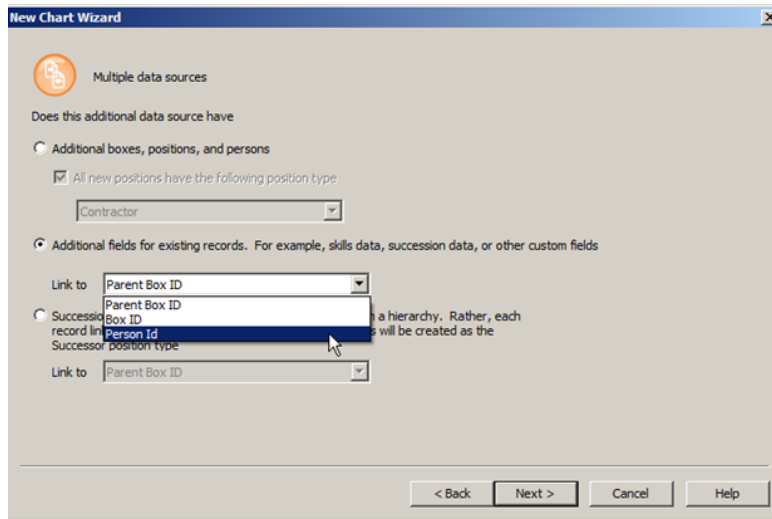 New Chart Wizard
Multiple data sources
Does this additional data source have
Additional boxes, positions, and persons
All new positions have the following position type
Contractor
Additional fields for existing records. For example, skills data, succession data, or other custom fields
Link to Parent Box ID
Parent Box ID
Box ID
Person Id
Successio
n a hierarchy. Rather, each
record lin
s will be created as the
Successor position type
Link to Parent Box ID
< Back Next > Cancel Help